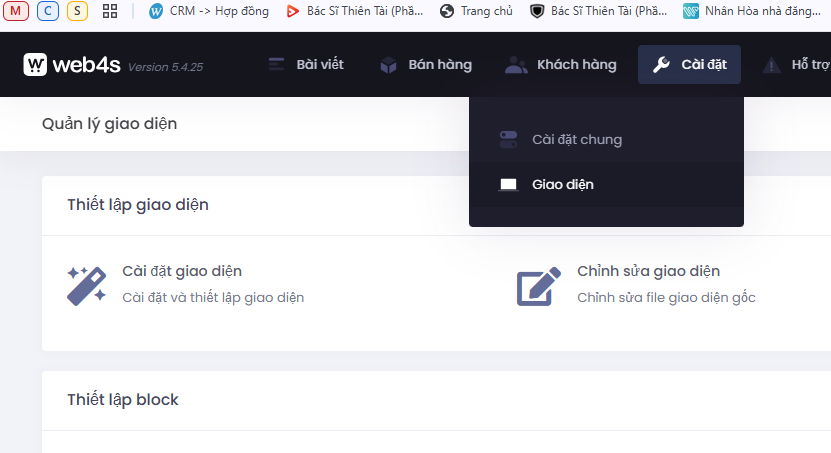 M C S CRM -> Hợp đồng Bác Sĩ Thiên Tài (Phầ... Trang chủ Bác Sĩ Thiên Tài (Phầ... Nhân Hòa nhà đăng...
web4s Version 5.4.25 Bài viết Bán hàng Khách hàng Cài đặt Hỗ trợ
Quản lý giao diện
Cài đặt chung
Giao diện
Thiết lập giao diện
Cài đặt giao diện
Cài đặt và thiết lập giao diện
Chỉnh sửa giao diện
Chỉnh sửa file giao diện gốc
Thiết lập block